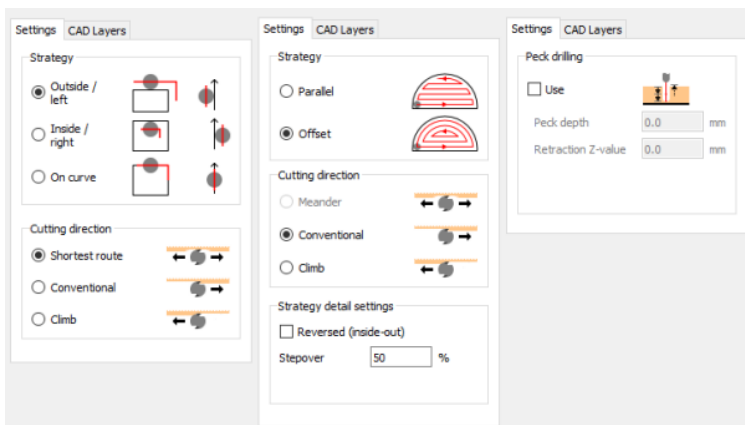 Settings CAD Layers
Strategy
Outside /
left
Inside /
right
On curve
Cutting direction
Shortest route
Conventional
Climb
Settings CAD Layers
Strategy
Parallel
Offset
Cutting direction
Meander
Conventional
Climb
Strategy detail settings
Reversed (inside-out)
Stepover 50 %
Settings CAD Layers
Peck drilling
Use
Peck depth 0.0 mm
Retraction Z-value 0.0 mm